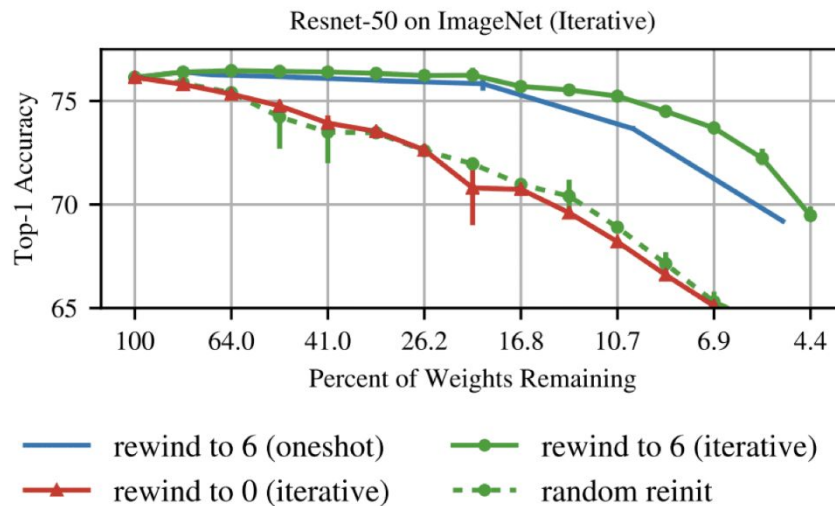 Resnet-50 on ImageNet (Iterative)
Top-1 Accuracy
75
70
65
100 64.0 41.0 26.2 16.8 10.7 6.9 4.4
Percent of Weights Remaining
rewind to 6 (oneshot) rewind to 6 (iterative)
rewind to 0 (iterative) random reinit